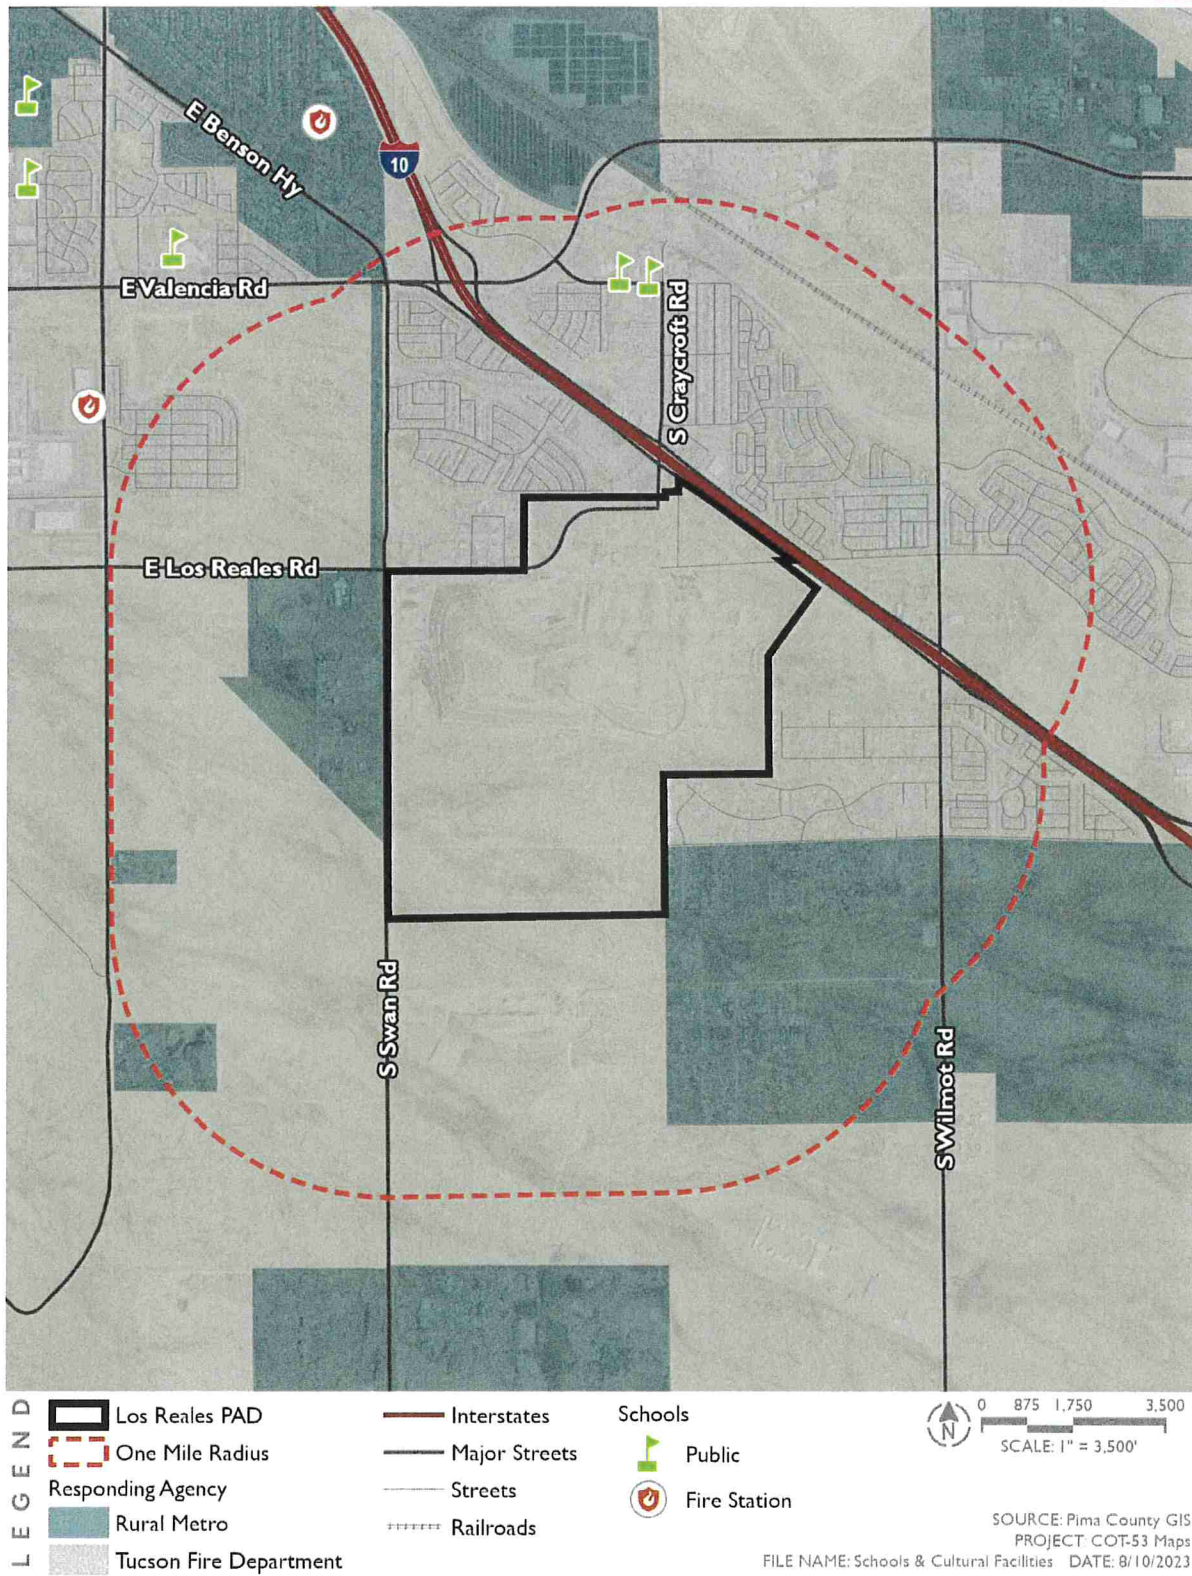 E Benson Hy
10
E Valencia Rd
S Craycroft Rd
E Los Reales Rd
S Swan Rd
S Wilmot Rd
LEGEND
Los Reales PAD
One Mile Radius
Responding Agency
Rural Metro
Tucson Fire Department
Interstates
Major Streets
Streets
Railroads
Schools
Public
Fire Station
N
0 875 1,750 3,500
SCALE: 1" = 3,500'
SOURCE: Pima County GIS
PROJECT: COT-53 Maps
FILE NAME: Schools & Cultural Facilities DATE: 8/10/2023